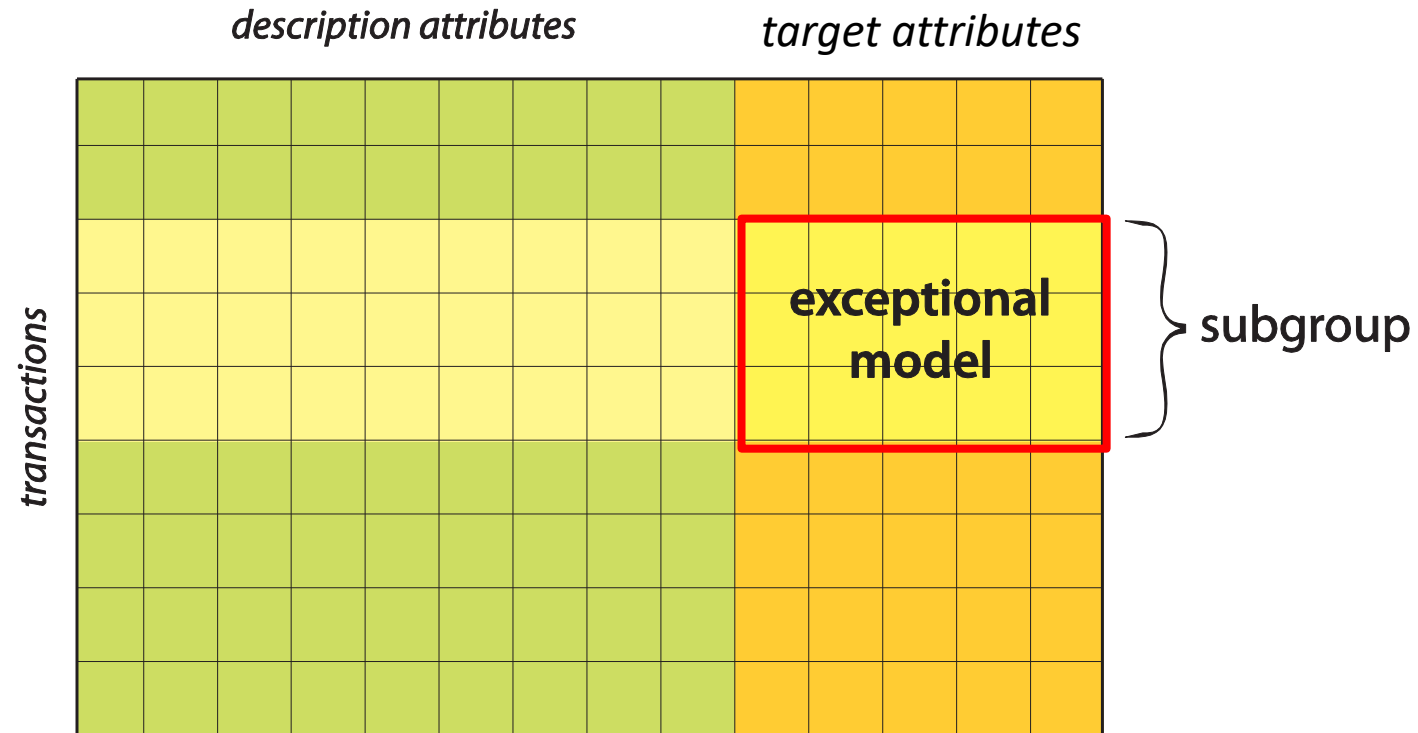 description attributes
target attributes
exceptional
model
subgroup
transactions